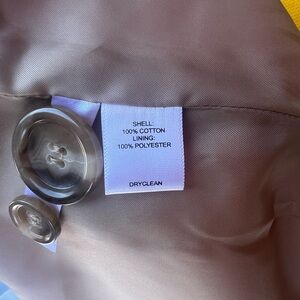 SHELL:
100% COTTON
LINING:
100% POLYESTER
DRYCLEAN